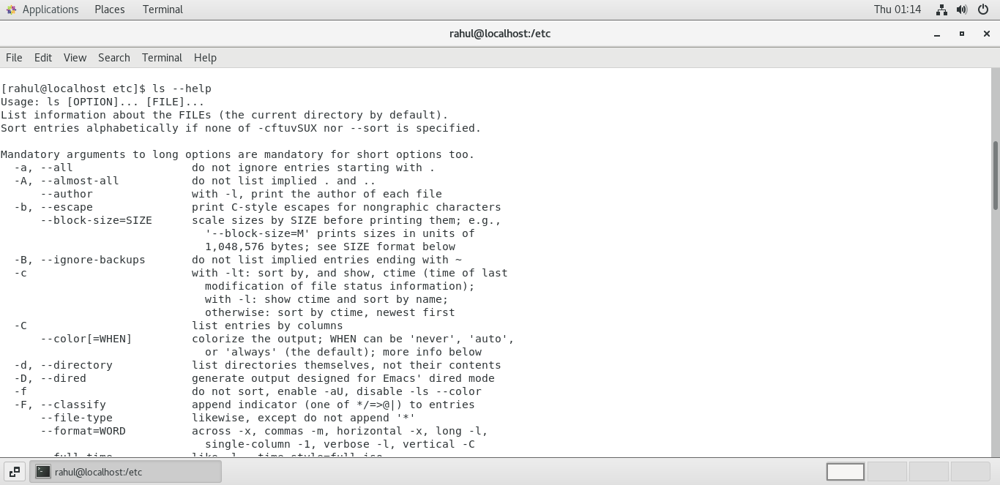 Applications Places Terminal Thu 01:14
rahul@localhost:/etc
File Edit View Search Terminal Help
[rahul@localhost etc]$ ls --help
Usage: ls [OPTION]... [FILE]...
List information about the FILEs (the current directory by default).
Sort entries alphabetically if none of -cftuvSUX nor --sort is specified.
Mandatory arguments to long options are mandatory for short options too.
-a, --all do not ignore entries starting with .
-A, --almost-all do not list implied . and ..
--author with -l, print the author of each file
-b, --escape print C-style escapes for nongraphic characters
--block-size=SIZE scale sizes by SIZE before printing them; e.g.,
'--block-size=M' prints sizes in units of
1,048,576 bytes; see SIZE format below
-B, --ignore-backups do not list implied entries ending with ~
-c with -lt: sort by, and show, ctime (time of last
modification of file status information);
with -l: show ctime and sort by name;
otherwise: sort by ctime, newest first
-C list entries by columns
--color[=WHEN] colorize the output; WHEN can be 'never', 'auto',
or 'always' (the default); more info below
-d, --directory list directories themselves, not their contents
-D, --dired generate output designed for Emacs' dired mode
-f do not sort, enable -aU, disable -ls --color
-F, --classify append indicator (one of */=>@|) to entries
--file-type likewise, except do not append '*'
--format=WORD across -x, commas -m, horizontal -x, long -l,
single-column -1, verbose -l, vertical -C
--full-time like -l --time-style=full-iso
rahul@localhost:/etc